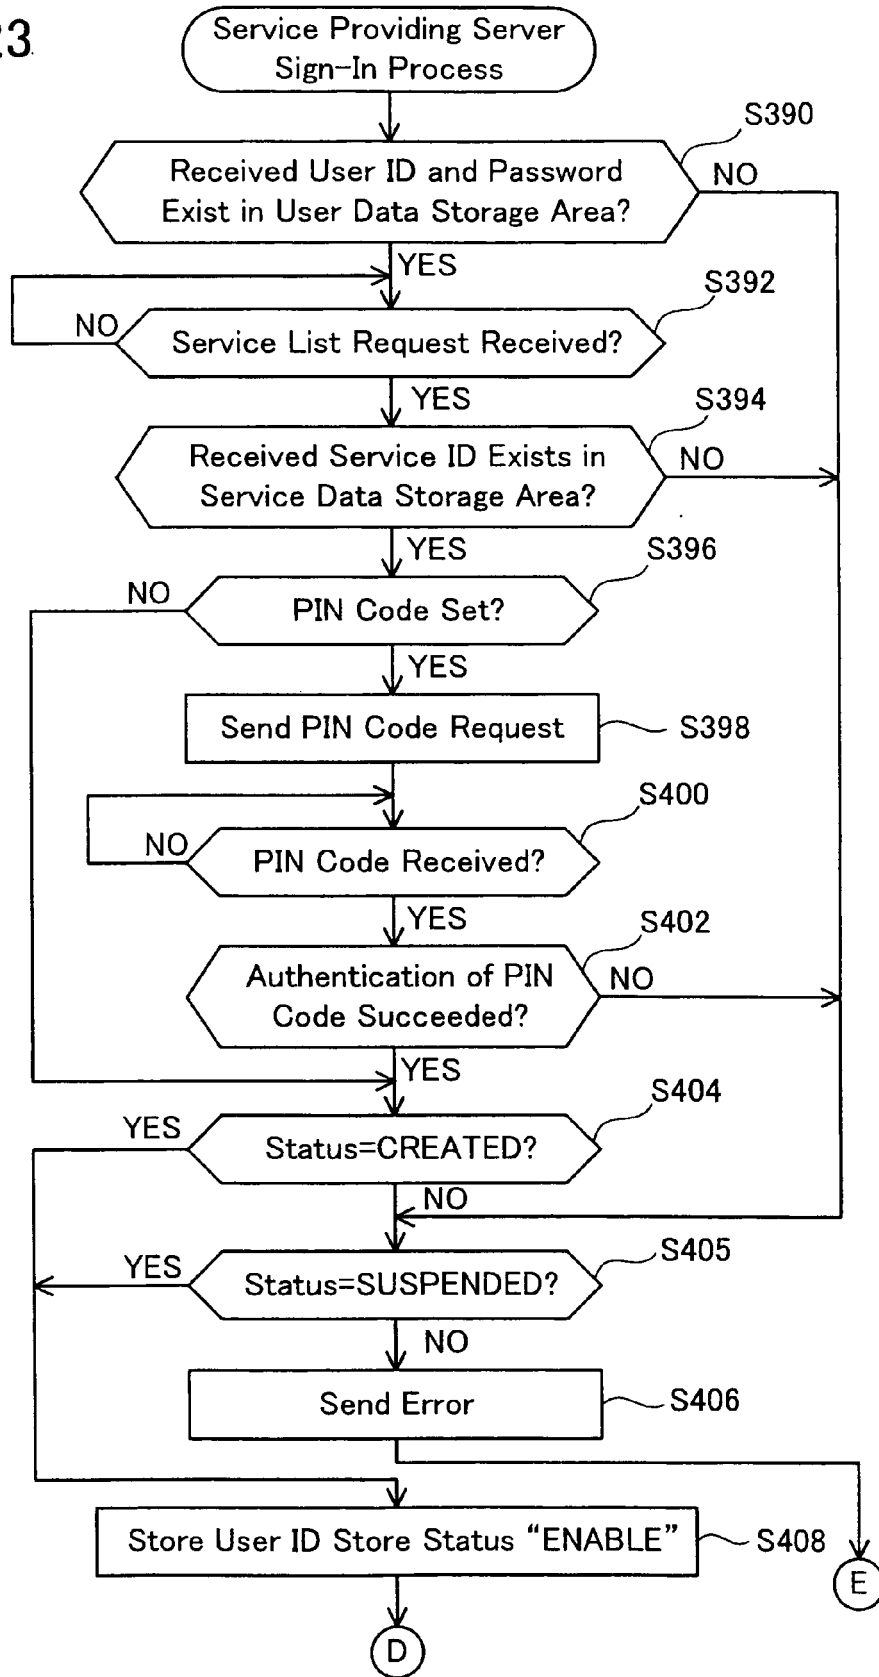 23
Service Providing Server
Sign-In Process
S390
Received User ID and Password
Exist in User Data Storage Area?
NO
YES
S392
NO
Service List Request Received?
YES
S394
Received Service ID Exists in
Service Data Storage Area?
NO
YES
S396
NO
PIN Code Set?
YES
Send PIN Code Request
S398
S400
NO
PIN Code Received?
YES
S402
Authentication of PIN
Code Succeeded?
NO
YES
S404
YES
Status=CREATED?
NO
S405
YES
Status=SUSPENDED?
NO
Send Error
S406
Store User ID Store Status “ENABLE”
S408
E
D